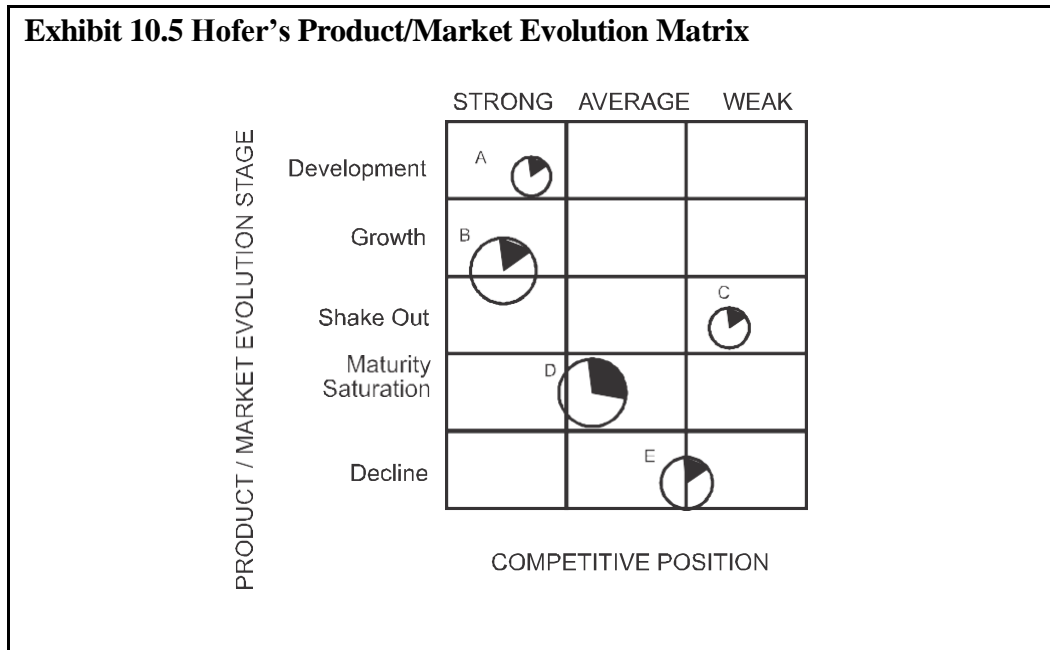 Exhibit 10.5 Hofer's Product/Market Evolution Matrix
STRONG AVERAGE WEAK
PRODUCT / MARKET EVOLUTION STAGE
Development
A
Growth
B
Shake Out
C
Maturity
Saturation
D
Decline
E
COMPETITIVE POSITION